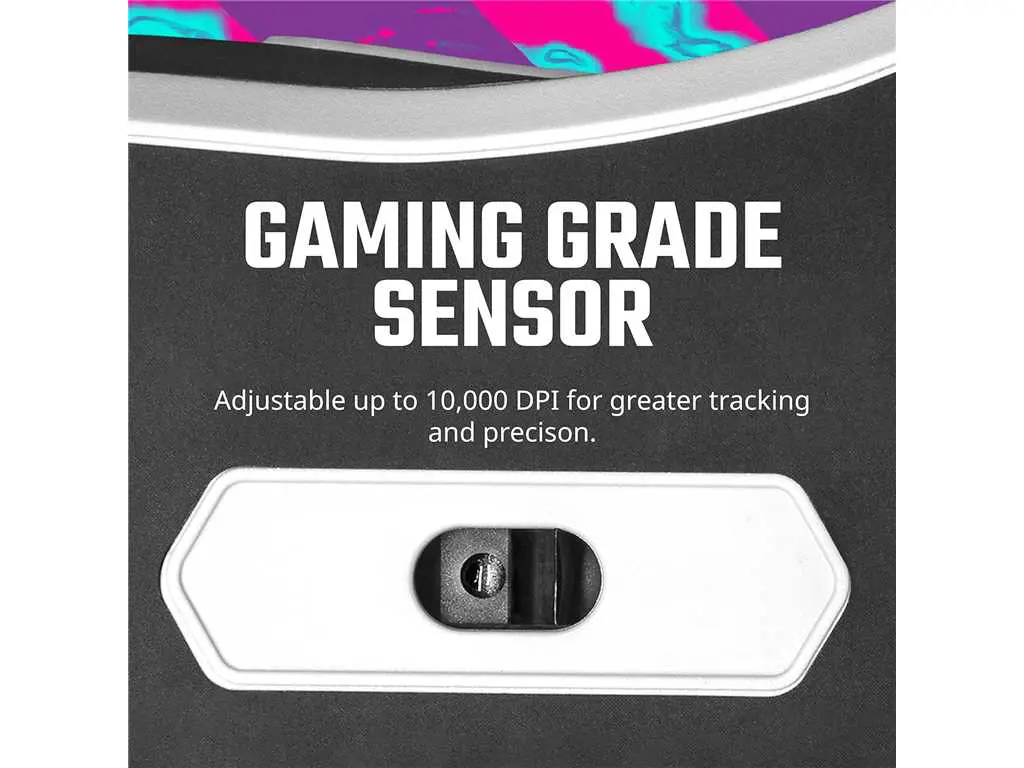 GAMING GRADE
SENSOR
Adjustable up to 10,000 DPI for greater tracking
and precison.